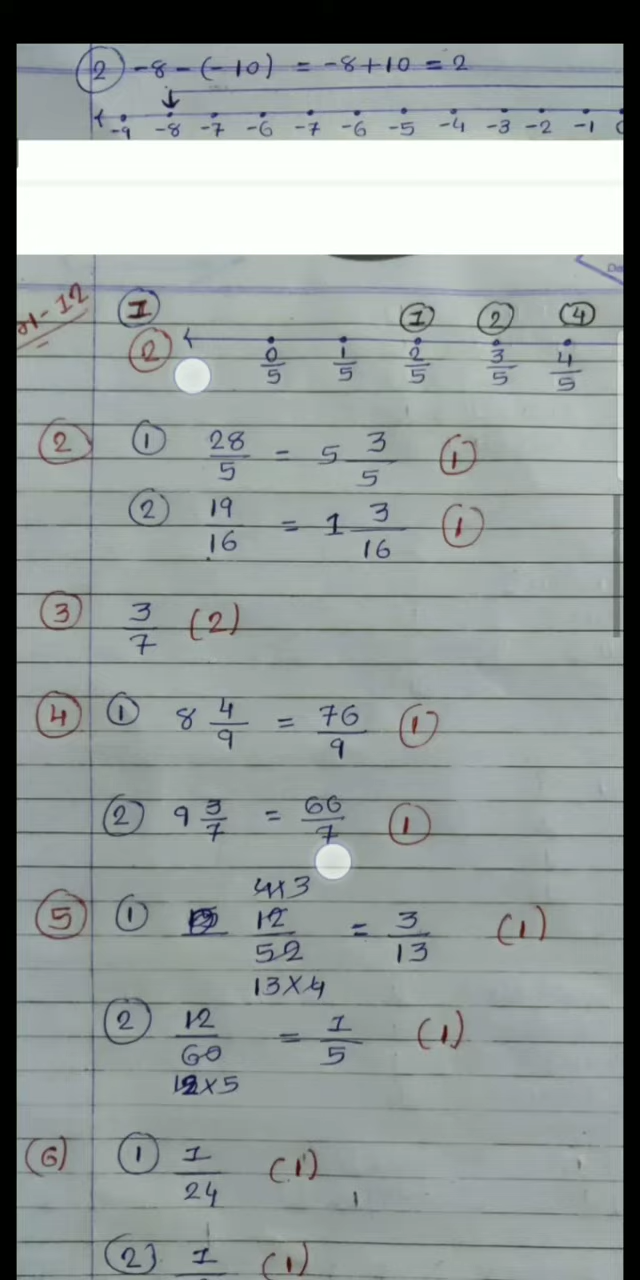 ② -8 - (-10) = -8+10 = 2
-9 -8 -7 -6 -7 -6 -5 -4 -3 -2 -1
- 12 ① ① ② ④
② 0/5 1/5 2/5 3/5 4/5
② ① 28/5 = 5 3/5 ①
② 19/16 = 1 3/16 ①
③ 3/7 (2)
④ ① 8 4/9 = 76/9 ①
② 9 3/7 = 66/7 ①
4×3
⑤ ① 12/52 = 3/13 (1)
13×4
② 12/60 = 1/5 (1)
12×5
(6) ① 1/24 (1)
(2) 1 (1)